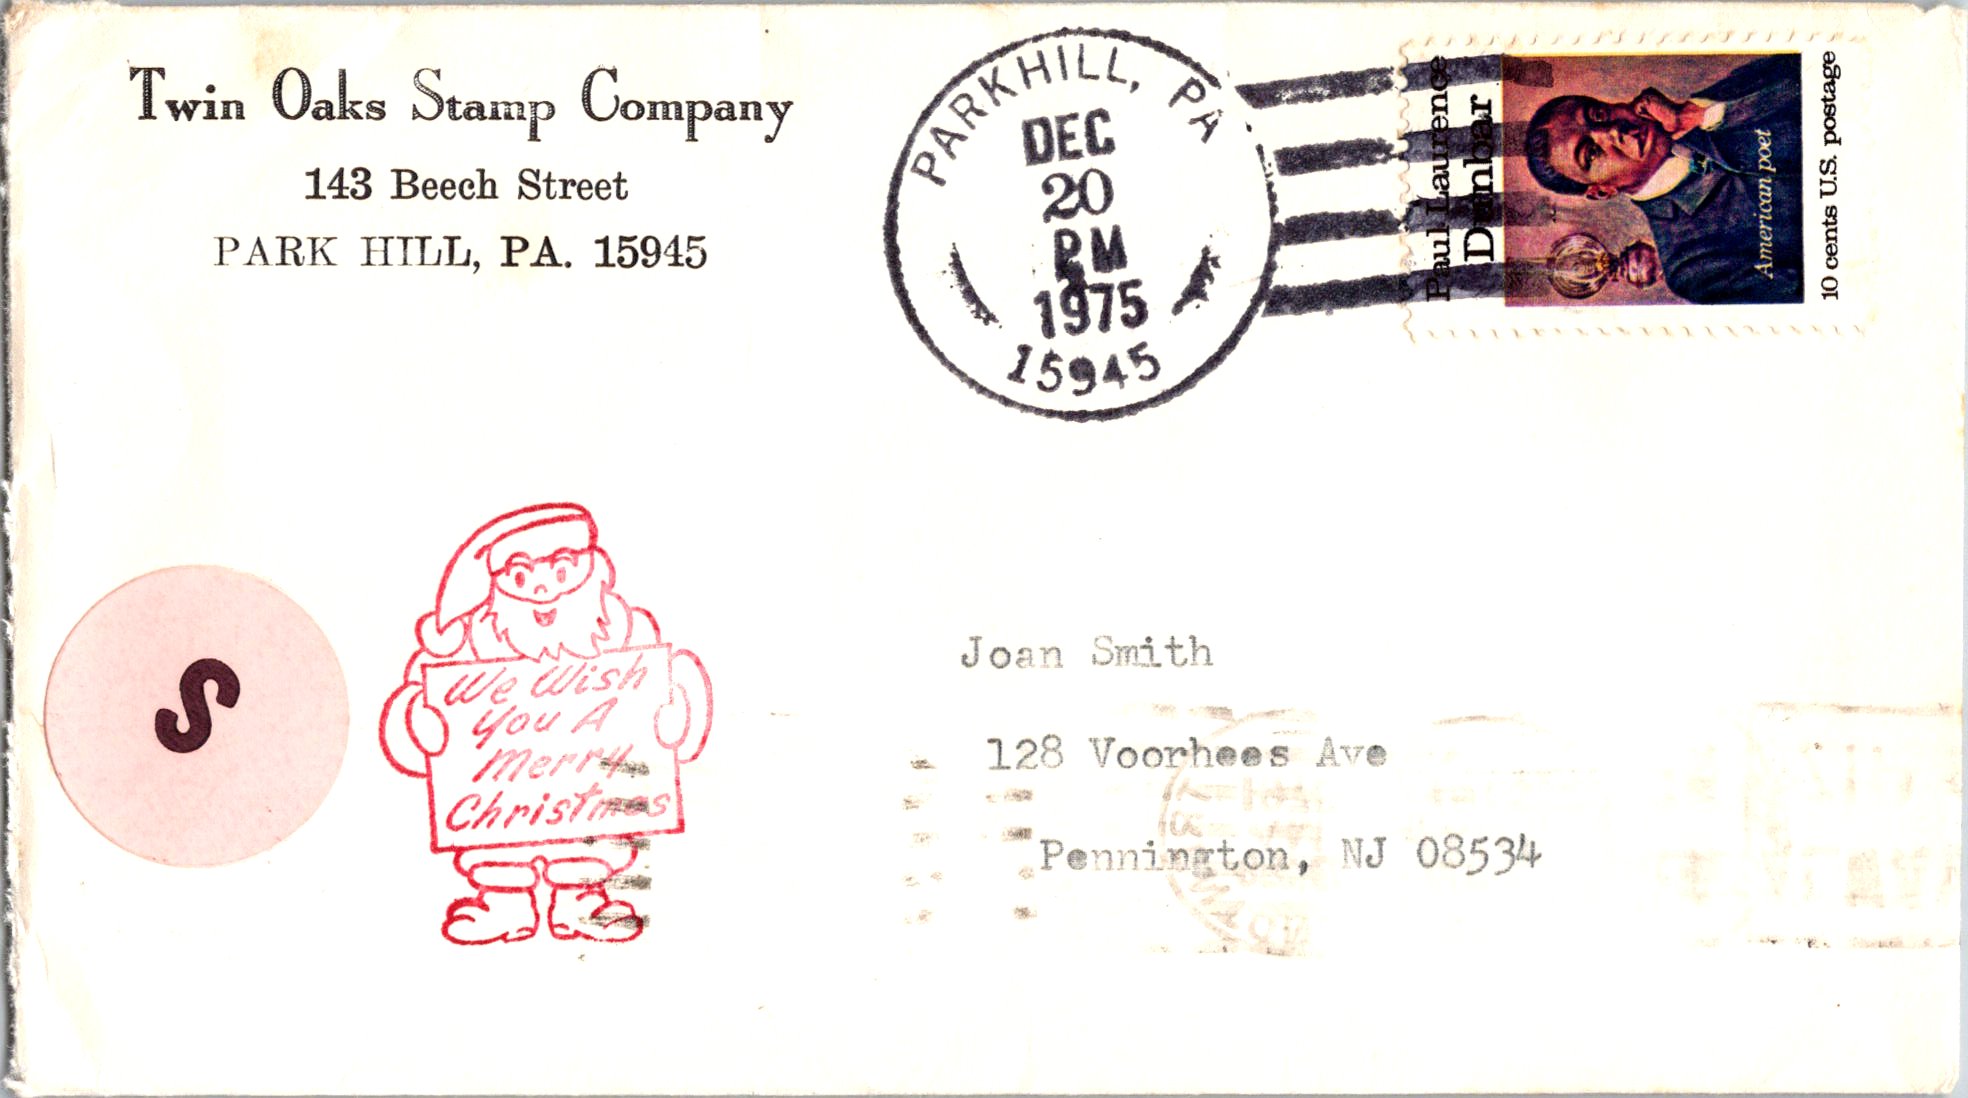 Twin Oaks Stamp Company
143 Beech Street
PARK HILL, PA. 15945
PARKHILL, PA
DEC
20
PM
1975
15945
Paul Laurence
Dunbar
American poet
10 cents U.S. postage
S
We Wish
You A
Merry
Christmas
Joan Smith
128 Voorhees Ave
Pennington, NJ 08534